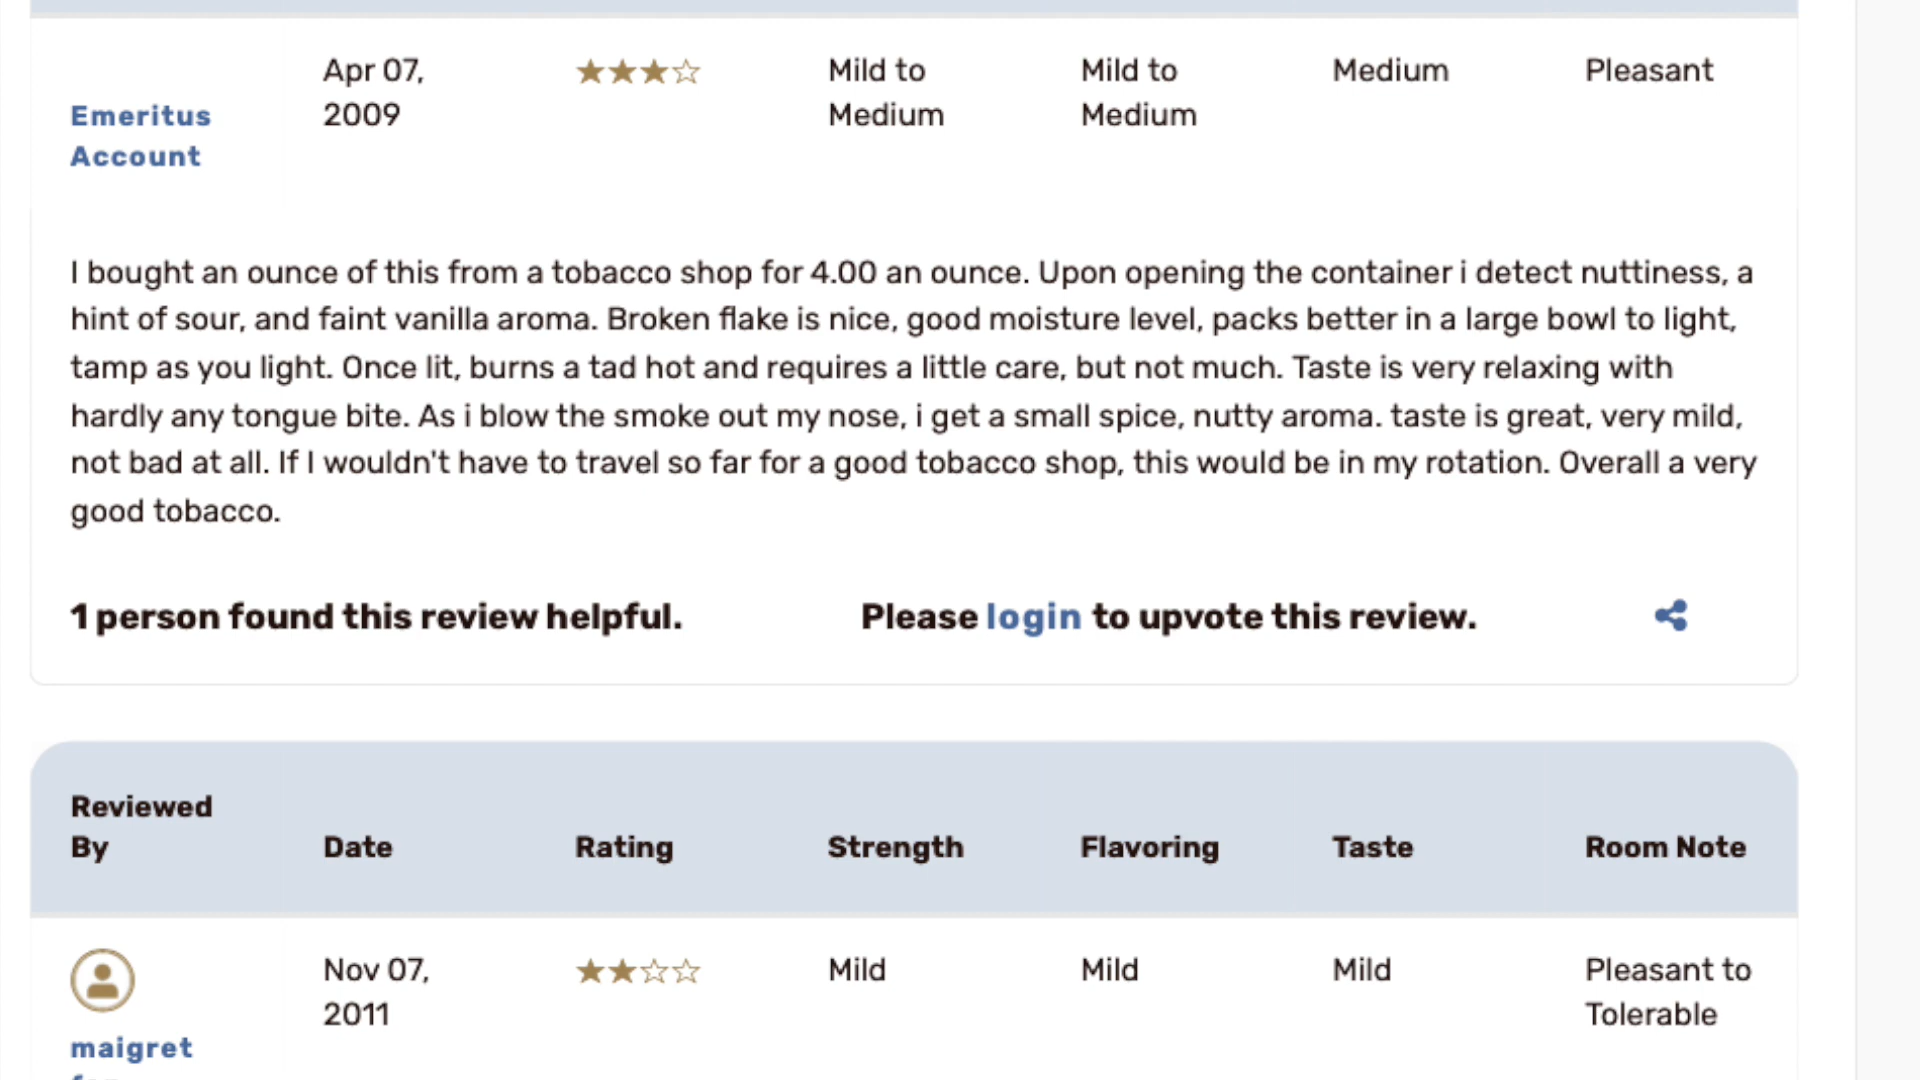 Apr 07, Mild to Mild to Medium Pleasant
2009 Medium Medium
Emeritus
Account
I bought an ounce of this from a tobacco shop for 4.00 an ounce. Upon opening the container i detect nuttiness, a
hint of sour, and faint vanilla aroma. Broken flake is nice, good moisture level, packs better in a large bowl to light,
tamp as you light. Once lit, burns a tad hot and requires a little care, but not much. Taste is very relaxing with
hardly any tongue bite. As i blow the smoke out my nose, i get a small spice, nutty aroma. taste is great, very mild,
not bad at all. If I wouldn't have to travel so far for a good tobacco shop, this would be in my rotation. Overall a very
good tobacco.
1 person found this review helpful. Please login to upvote this review.
Reviewed
By Date Rating Strength Flavoring Taste Room Note
Nov 07, Mild Mild Mild Pleasant to
2011 Tolerable
maigret